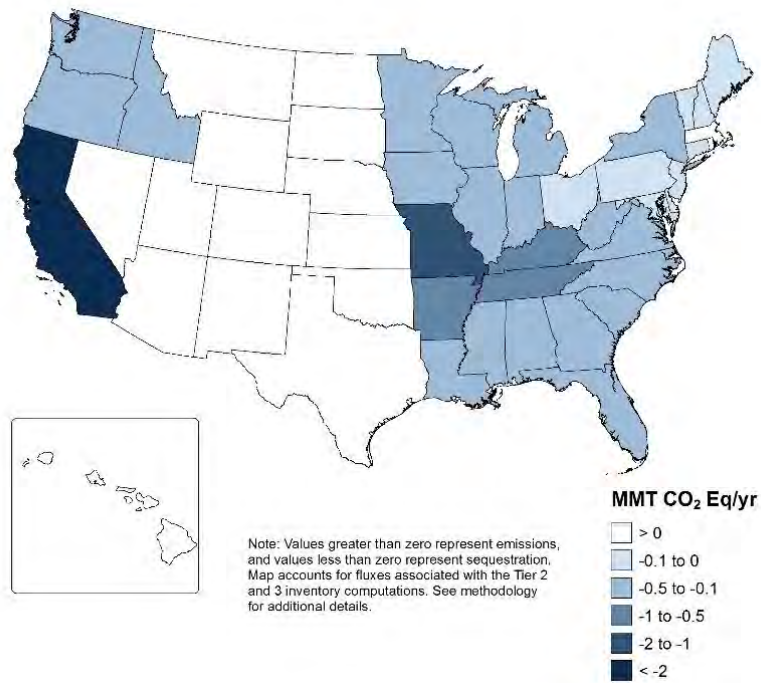 MMT CO₂ Eq/yr
> 0
-0.1 to 0
-0.5 to -0.1
-1 to -0.5
-2 to -1
< -2
Note: Values greater than zero represent emissions,
and values less than zero represent sequestration.
Map accounts for fluxes associated with the Tier 2
and 3 inventory computations. See methodology
for additional details.